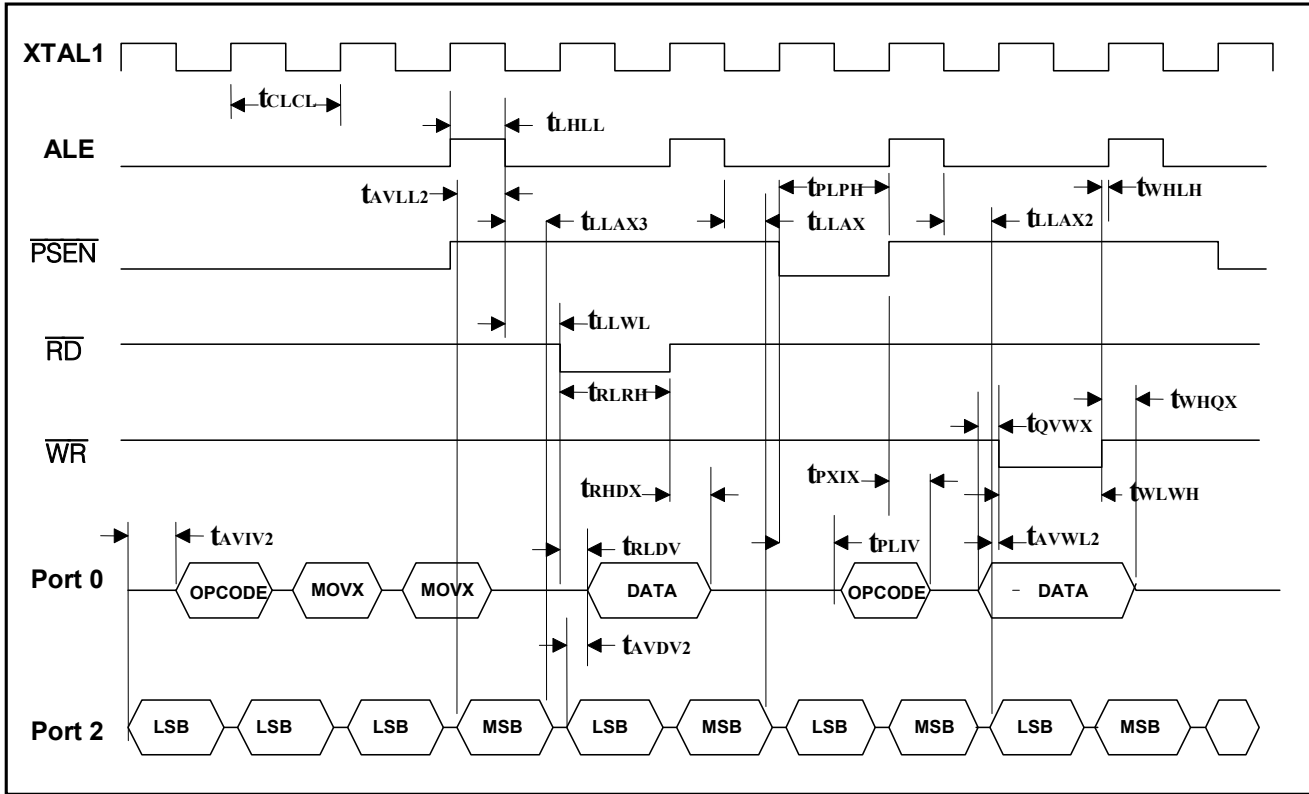 XTAL1
tCLCL
tLHLL
ALE
tAVLL2
tPLPH
tWHLH
tLLAX3
tLLAX
tLLAX2
PSEN
tLLWL
RD
tRLRH
tWHQX
tQVWX
WR
tRHDX
tPXIX
tWLWH
tAVIV2
tRLDV
tPLIV
tAVWL2
Port 0
OPCODE MOVX MOVX DATA OPCODE DATA
tAVDV2
Port 2
LSB LSB LSB MSB LSB MSB LSB MSB LSB MSB